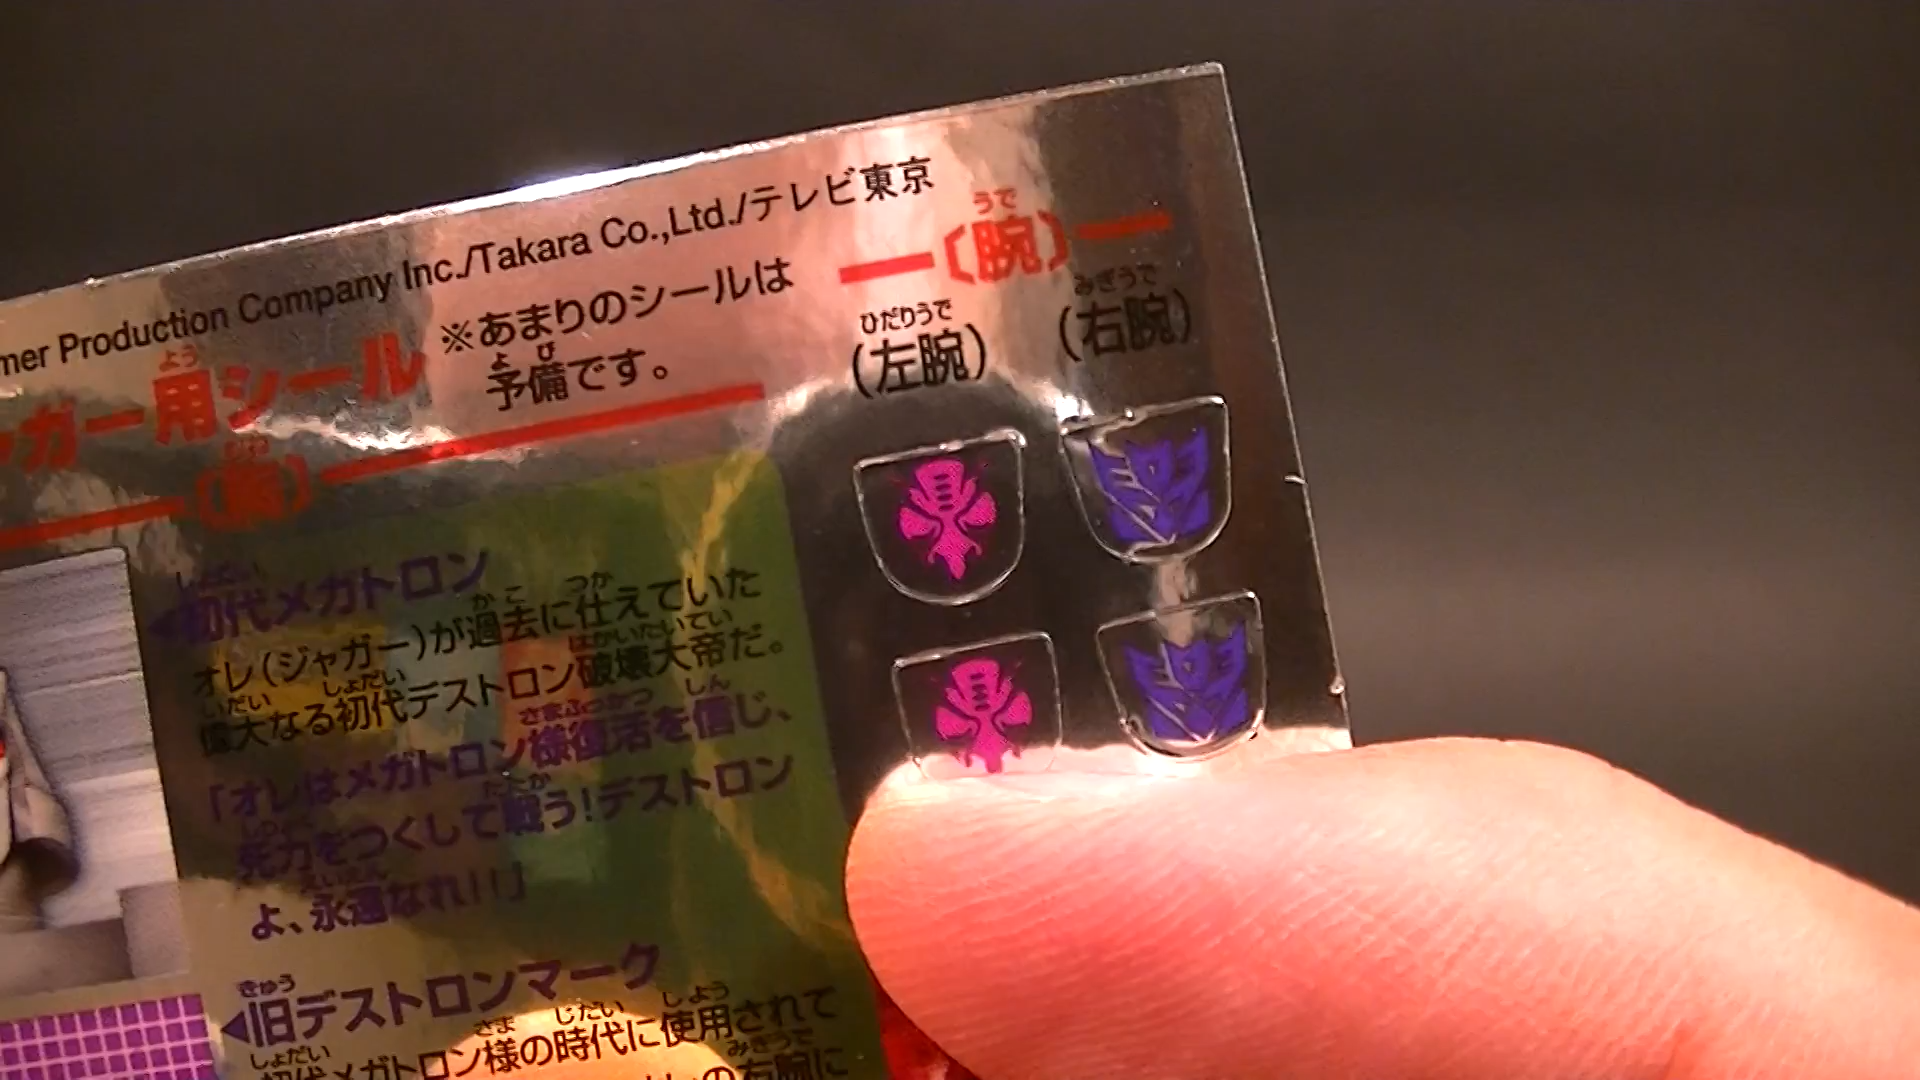 mer Production Company Inc./Takara Co.,Ltd./テレビ東京
ガー用シール
よう
※あまりのシールは
予備です。
よび
〔腕〕
うで
(左腕)
ひだりうで
(右腕)
みぎうで
〔胸〕
むね
初代メガトロン
しょだい
オレ(ジャガー)が過去に仕えていた
かこ つか
偉大なる初代デストロン破壊大帝だ。
いだい しょだい はかいたいてい
「オレはメガトロン様復活を信じ、
さまふっかつ しん
死力をつくして戦う!デストロン
しりょく たたか
よ、永遠なれ!!」
えいえん
旧デストロンマーク
きゅう
初代メガトロン様の時代に使用されて
しょだい さま じだい しよう
の右腕に
みぎうで